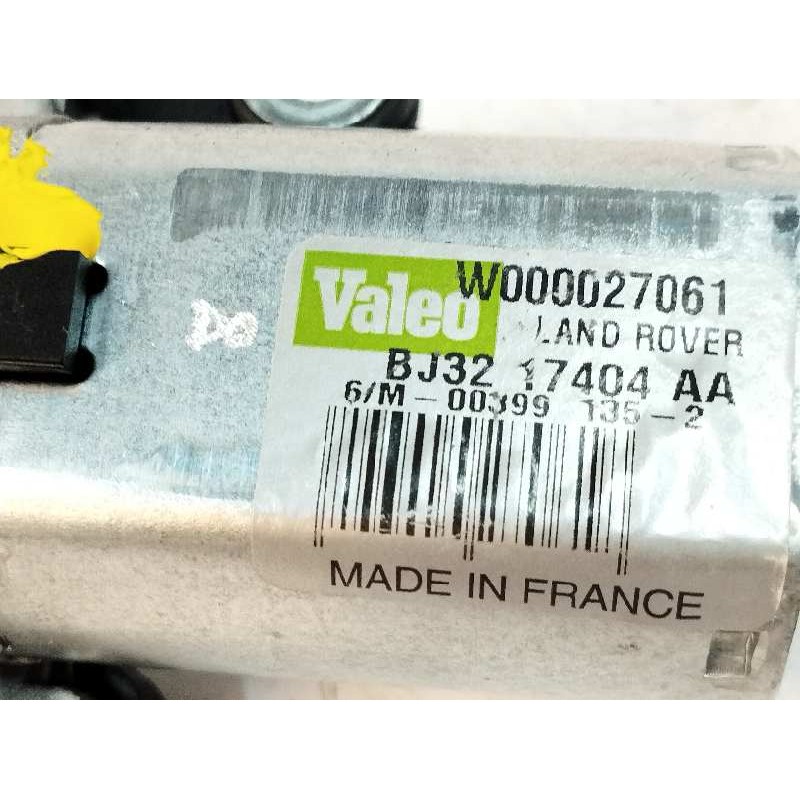 Valeo W000027061
LAND ROVER
BJ32 17404 AA
6/M-00399 135-2
MADE IN FRANCE